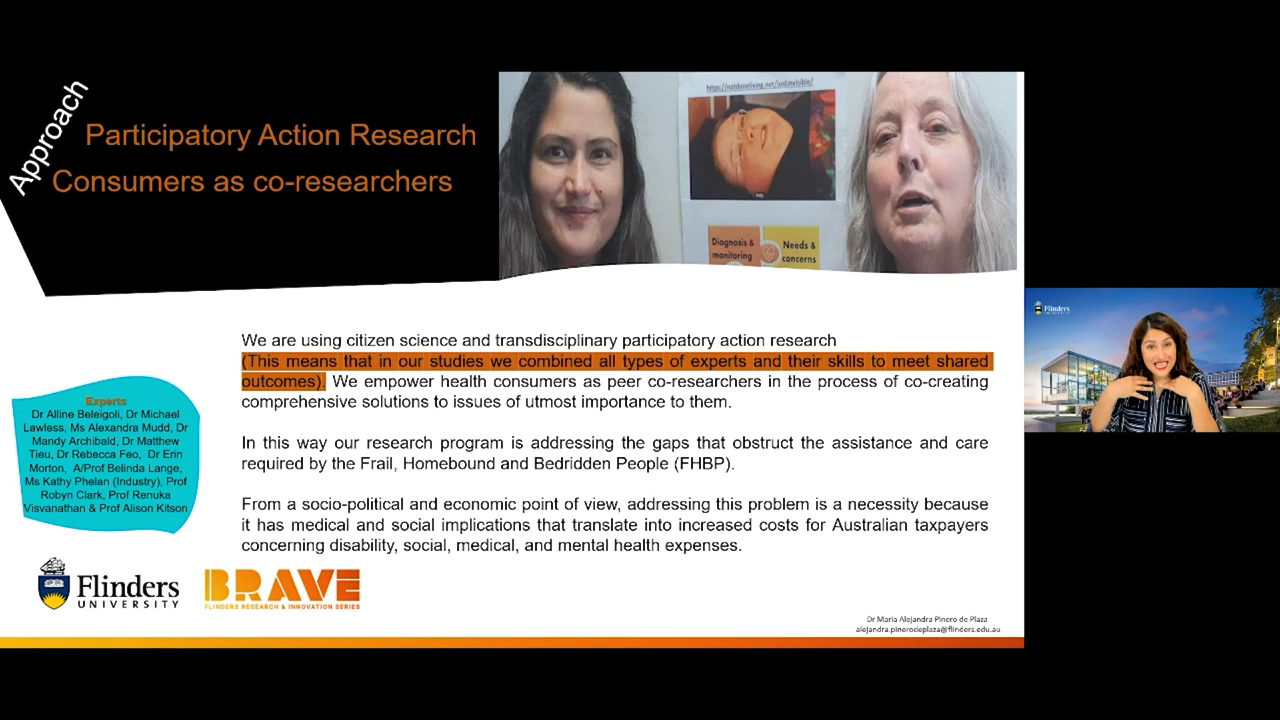 Approach
Participatory Action Research
Consumers as co-researchers
https://notdoneliving.net/justinvisible/
Diagnosis &
monitoring
Needs &
concerns
Flinders
UNIVERSITY
We are using citizen science and transdisciplinary participatory action research
(This means that in our studies we combined all types of experts and their skills to meet shared
outcomes). We empower health consumers as peer co-researchers in the process of co-creating
comprehensive solutions to issues of utmost importance to them.
In this way our research program is addressing the gaps that obstruct the assistance and care
required by the Frail, Homebound and Bedridden People (FHBP).
From a socio-political and economic point of view, addressing this problem is a necessity because
it has medical and social implications that translate into increased costs for Australian taxpayers
concerning disability, social, medical, and mental health expenses.
Experts
Dr Alline Beleigoli, Dr Michael
Lawless, Ms Alexandra Mudd, Dr
Mandy Archibald, Dr Matthew
Tieu, Dr Rebecca Feo, Dr Erin
Morton, A/Prof Belinda Lange,
Ms Kathy Phelan (Industry), Prof
Robyn Clark, Prof Renuka
Visvanathan & Prof Alison Kitson
Flinders
UNIVERSITY
BRAVE
FLINDERS RESEARCH & INNOVATION SERIES
Dr Maria Alejandra Pinero de Plaza
alejandra.pinerodeplaza@flinders.edu.au